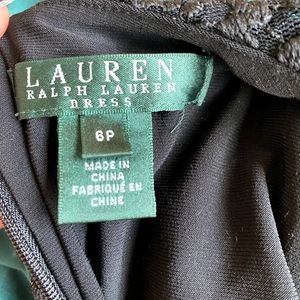 LAUREN
RALPH LAUREN
DRESS
6P
MADE IN
CHINA
FABRIQUÉ EN
CHINE